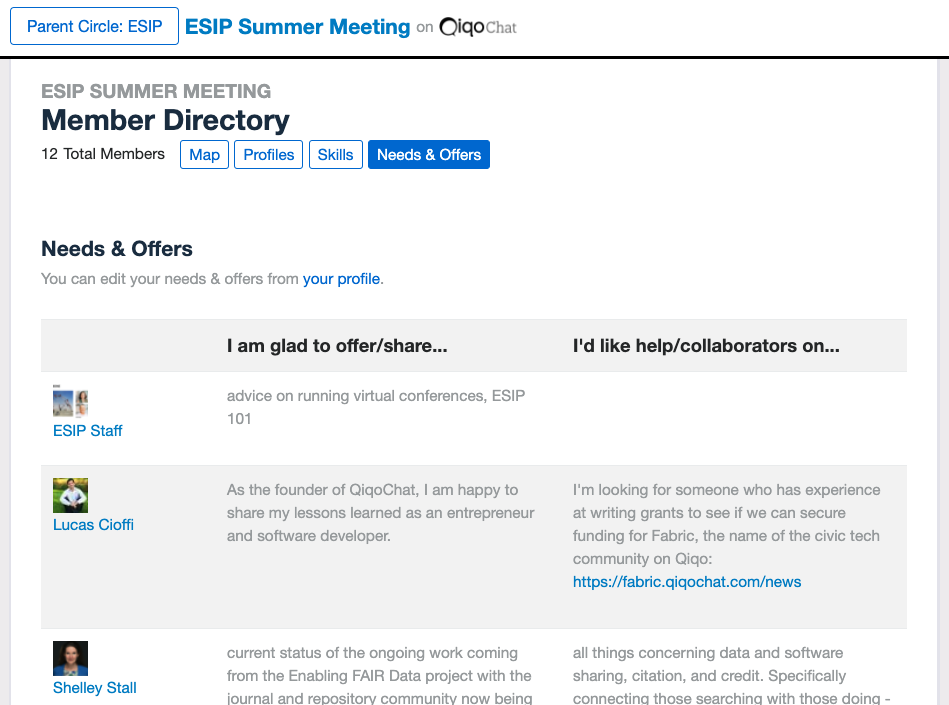 Parent Circle: ESIP ESIP Summer Meeting on QiqoChat
ESIP SUMMER MEETING
Member Directory
12 Total Members Map Profiles Skills Needs & Offers
Needs & Offers
You can edit your needs & offers from your profile.
I am glad to offer/share... I'd like help/collaborators on...
ESIP Staff
advice on running virtual conferences, ESIP
101
Lucas Cioffi
As the founder of QiqoChat, I am happy to
share my lessons learned as an entrepreneur
and software developer.
I'm looking for someone who has experience
at writing grants to see if we can secure
funding for Fabric, the name of the civic tech
community on Qiqo:
https://fabric.qiqochat.com/news
Shelley Stall
current status of the ongoing work coming
from the Enabling FAIR Data project with the
journal and repository community now being
all things concerning data and software
sharing, citation, and credit. Specifically
connecting those searching with those doing -